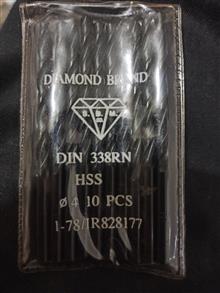 DIAMOND BRAND
S.B.M.
DIN 338RN
HSS
Ø 4 10 PCS
1-78/IR828177